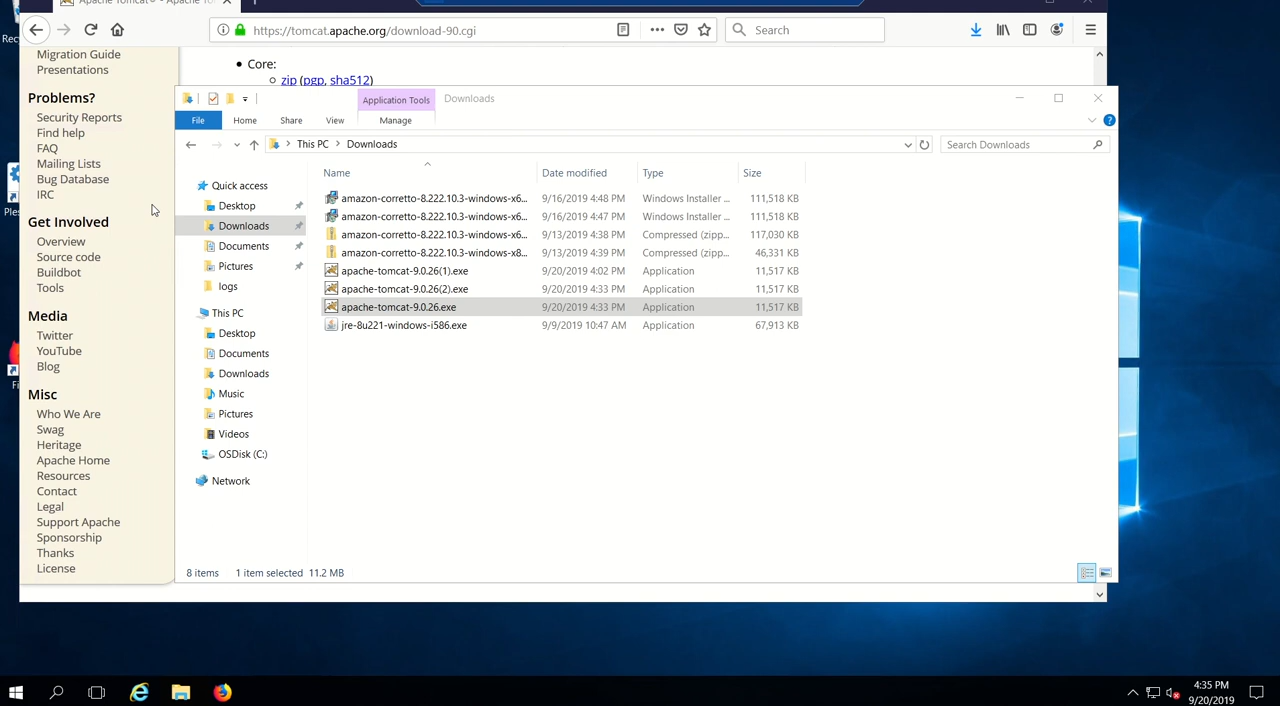 https://tomcat.apache.org/download-90.cgi
Search
Migration Guide
Presentations
Problems?
Security Reports
Find help
FAQ
Mailing Lists
Bug Database
IRC
Get Involved
Overview
Source code
Buildbot
Tools
Media
Twitter
YouTube
Blog
Misc
Who We Are
Swag
Heritage
Apache Home
Resources
Contact
Legal
Support Apache
Sponsorship
Thanks
License
Core:
zip (pgp, sha512)
Application Tools
Downloads
File
Home
Share
View
Manage
This PC > Downloads
Search Downloads
Quick access
Desktop
Downloads
Documents
Pictures
logs
This PC
Desktop
Documents
Downloads
Music
Pictures
Videos
OSDisk (C:)
Network
Name Date modified Type Size
amazon-corretto-8.222.10.3-windows-x6... 9/16/2019 4:48 PM Windows Installer ... 111,518 KB
amazon-corretto-8.222.10.3-windows-x6... 9/16/2019 4:47 PM Windows Installer ... 111,518 KB
amazon-corretto-8.222.10.3-windows-x6... 9/13/2019 4:38 PM Compressed (zipp... 117,030 KB
amazon-corretto-8.222.10.3-windows-x8... 9/13/2019 4:39 PM Compressed (zipp... 46,331 KB
apache-tomcat-9.0.26(1).exe 9/20/2019 4:02 PM Application 11,517 KB
apache-tomcat-9.0.26(2).exe 9/20/2019 4:33 PM Application 11,517 KB
apache-tomcat-9.0.26.exe 9/20/2019 4:33 PM Application 11,517 KB
jre-8u221-windows-i586.exe 9/9/2019 10:47 AM Application 67,913 KB
8 items 1 item selected 11.2 MB
4:35 PM
9/20/2019